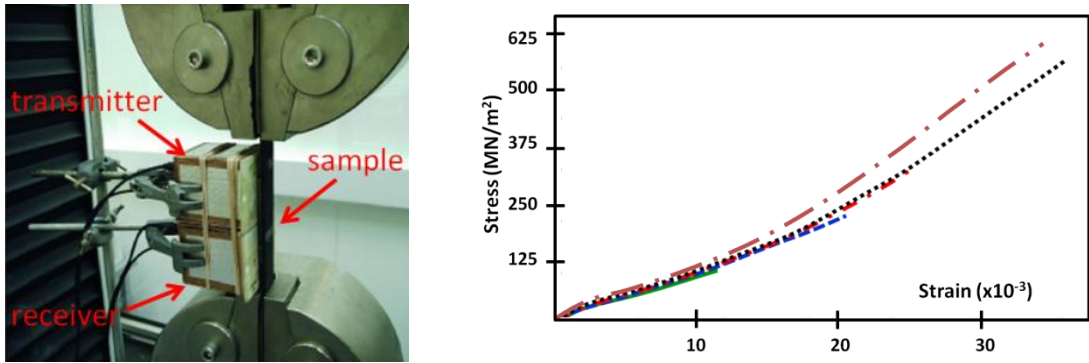 transmitter
sample
receiver
Stress (MN/m²)
625
500
375
250
125
Strain (x10⁻³)
10
20
30